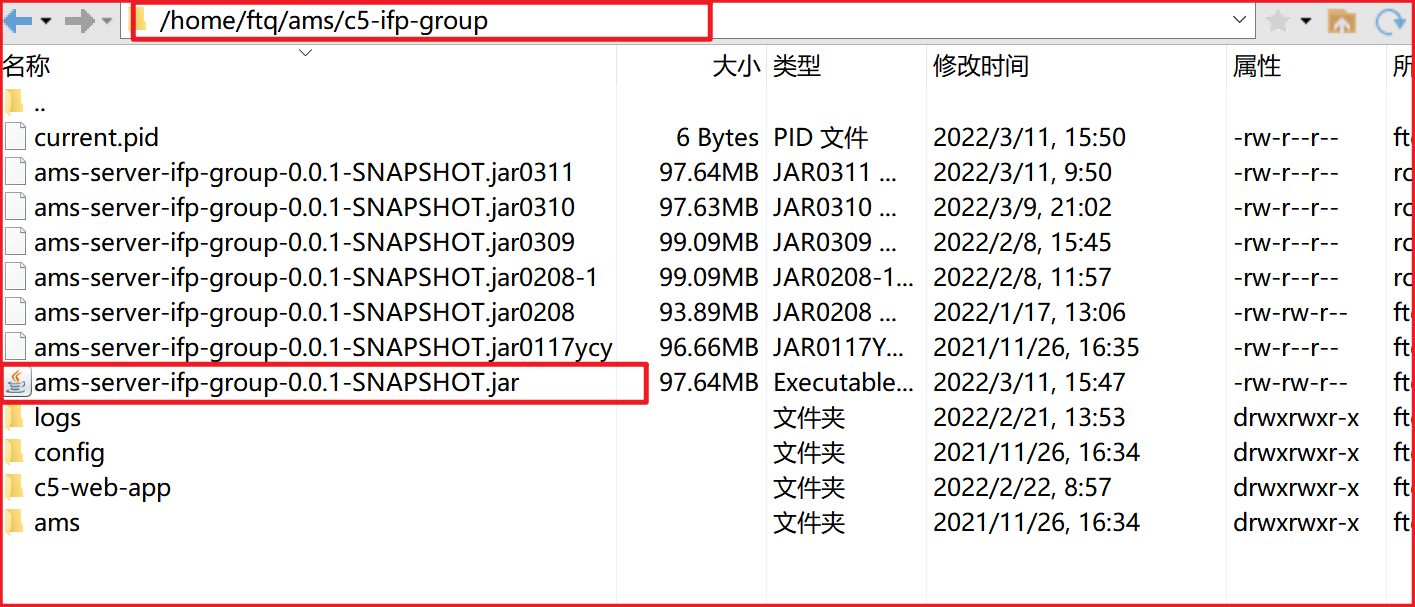 /home/ftq/ams/c5-ifp-group
名称 大小 类型 修改时间 属性 所
..
current.pid 6 Bytes PID 文件 2022/3/11, 15:50 -rw-r--r-- ft
ams-server-ifp-group-0.0.1-SNAPSHOT.jar0311 97.64MB JAR0311 ... 2022/3/11, 9:50 -rw-r--r-- ro
ams-server-ifp-group-0.0.1-SNAPSHOT.jar0310 97.63MB JAR0310 ... 2022/3/9, 21:02 -rw-r--r-- ro
ams-server-ifp-group-0.0.1-SNAPSHOT.jar0309 99.09MB JAR0309 ... 2022/2/8, 15:45 -rw-r--r-- ro
ams-server-ifp-group-0.0.1-SNAPSHOT.jar0208-1 99.09MB JAR0208-1... 2022/2/8, 11:57 -rw-r--r-- ro
ams-server-ifp-group-0.0.1-SNAPSHOT.jar0208 93.89MB JAR0208 ... 2022/1/17, 13:06 -rw-rw-r-- ft
ams-server-ifp-group-0.0.1-SNAPSHOT.jar0117ycy 96.66MB JAR0117Y... 2021/11/26, 16:35 -rw-r--r-- ft
ams-server-ifp-group-0.0.1-SNAPSHOT.jar 97.64MB Executable... 2022/3/11, 15:47 -rw-rw-r-- ft
logs 文件夹 2022/2/21, 13:53 drwxrwxr-x ft
config 文件夹 2021/11/26, 16:34 drwxrwxr-x ft
c5-web-app 文件夹 2022/2/22, 8:57 drwxrwxr-x ft
ams 文件夹 2021/11/26, 16:34 drwxrwxr-x ft